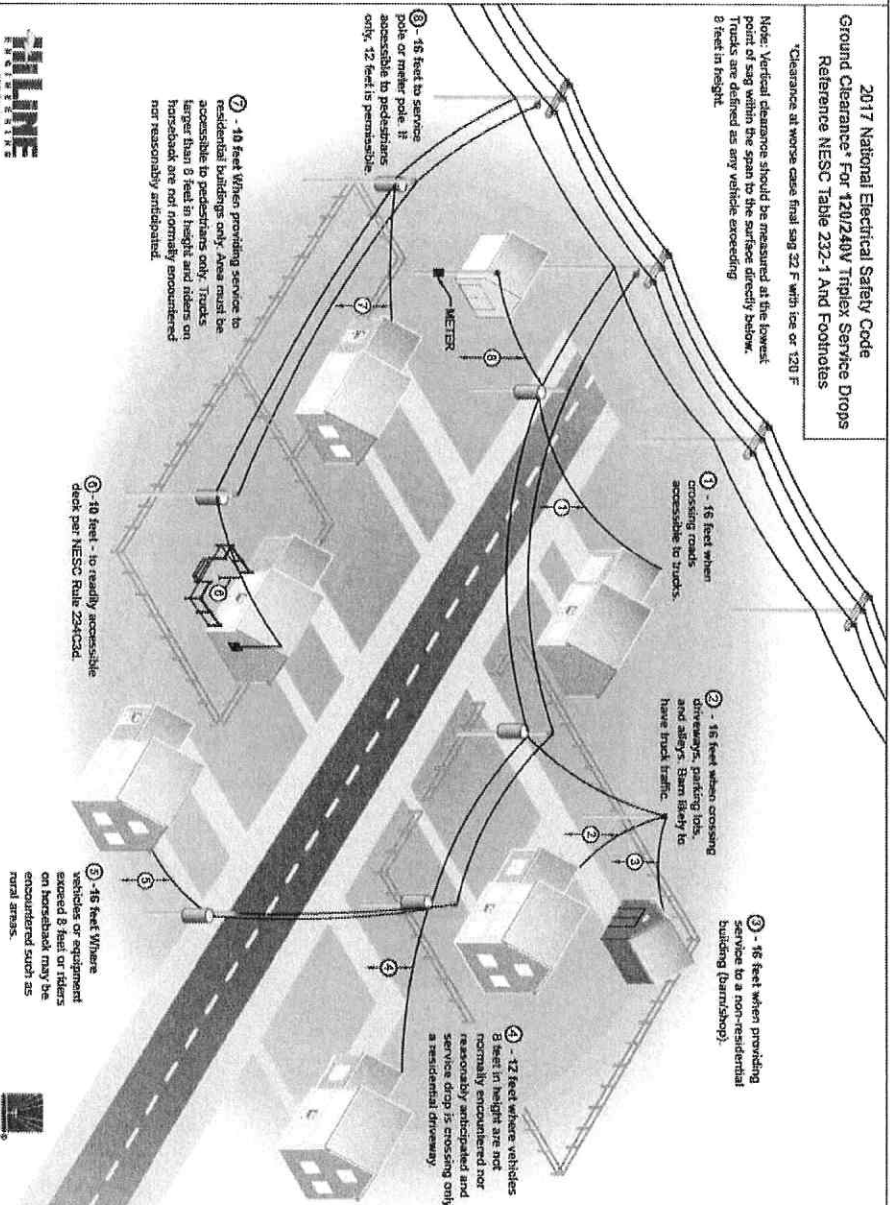 2017 National Electrical Safety Code
Ground Clearance* For 120/240V Triplex Service Drops
Reference NESC Table 232-1 And Footnotes
*Clearance at worse case final sag 32 F with ice or 120 F
Note: Vertical clearance should be measured at the lowest
point of sag within the span to the surface directly below.
Trucks are defined as any vehicle exceeding
8 feet in height.
① - 16 feet when
crossing roads
accessible to trucks.
② - 16 feet when crossing
driveways, parking lots,
and alleys. Barn likely to
have truck traffic.
③ - 16 feet when providing
service to a non-residential
building (barn/shop).
④ - 12 feet where vehicles
8 feet in height are not
normally encountered nor
reasonably anticipated and
service drop is crossing only
a residential driveway.
⑤ -16 feet Where
vehicles or equipment
exceed 8 feet or riders
on horseback may be
encountered such as
rural areas.
⑥ -10 feet - to readily accessible
deck per NESC Rule 234C3d.
⑦ - 10 feet When providing service to
residential buildings only. Area must be
accessible to pedestrians only. Trucks
larger than 8 feet in height and riders on
horseback are not normally encountered
nor reasonably anticipated.
⑧ - 16 feet to service
pole or meter pole. If
accessible to pedestrians
only, 12 feet is permissible.
METER
①
②
③
④
⑤
⑥
⑦
⑧
HI LINE
ENGINEERING